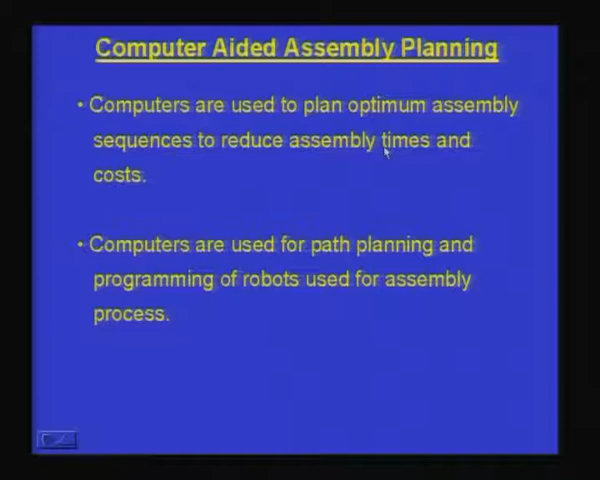 Computer Aided Assembly Planning
• Computers are used to plan optimum assembly
sequences to reduce assembly times and
costs.
• Computers are used for path planning and
programming of robots used for assembly
process.